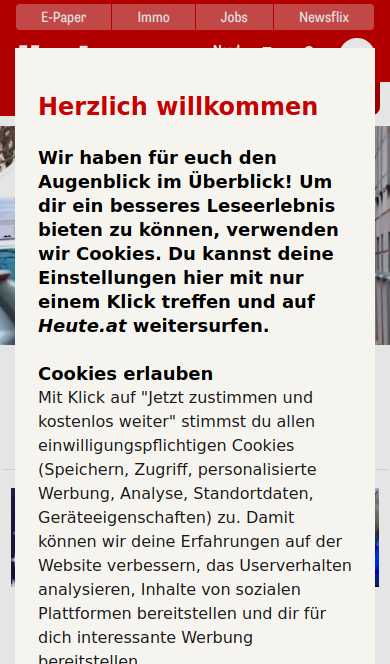 E-Paper
Immo
Jobs
Newsflix
Herzlich willkommen
Wir haben für euch den
Augenblick im Überblick! Um
dir ein besseres Leseerlebnis
bieten zu können, verwenden
wir Cookies. Du kannst deine
Einstellungen hier mit nur
einem Klick treffen und auf
Heute.at weitersurfen.
Cookies erlauben
Mit Klick auf "Jetzt zustimmen und
kostenlos weiter" stimmst du allen
einwilligungspflichtigen Cookies
(Speichern, Zugriff, personalisierte
Werbung, Analyse, Standortdaten,
Geräteeigenschaften) zu. Damit
können wir deine Erfahrungen auf der
Website verbessern, das Userverhalten
analysieren, Inhalte von sozialen
Plattformen bereitstellen und dir für
dich interessante Werbung
bereitstellen